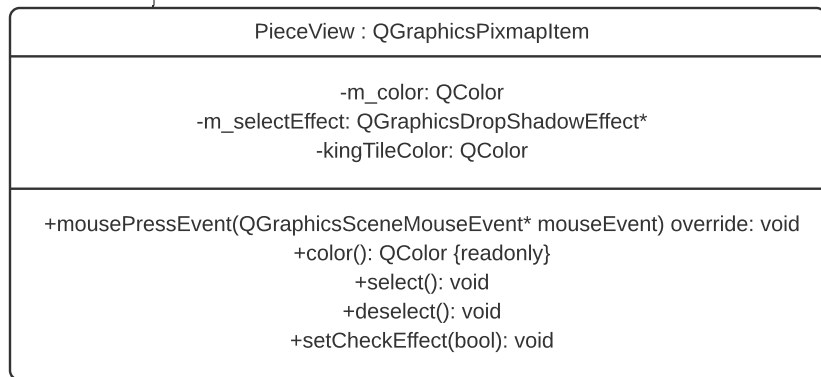 PieceView : QGraphicsPixmapItem
-m_color: QColor
-m_selectEffect: QGraphicsDropShadowEffect*
-kingTileColor: QColor
+mousePressEvent(QGraphicsSceneMouseEvent* mouseEvent) override: void
+color(): QColor {readonly}
+select(): void
+deselect(): void
+setCheckEffect(bool): void